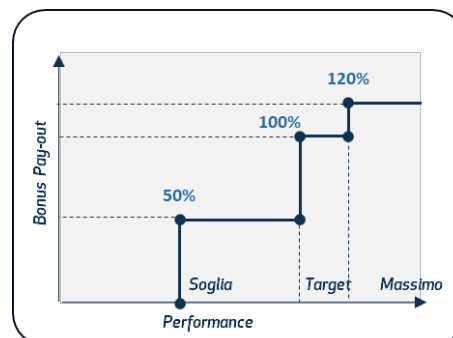 120%
100%
50%
Bonus Pay-out
Soglia Target Massimo
Performance